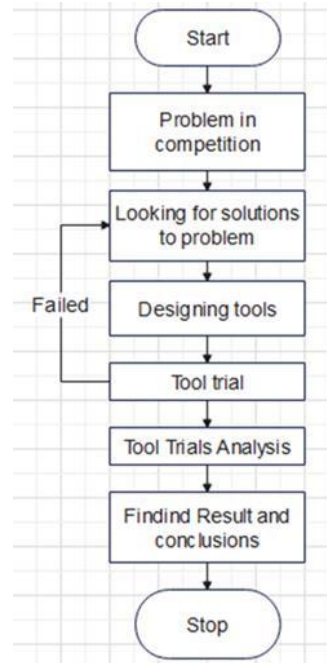 Start
Problem in
competition
Looking for solutions
to problem
Failed
Designing tools
Tool trial
Tool Trials Analysis
Findind Result and
conclusions
Stop